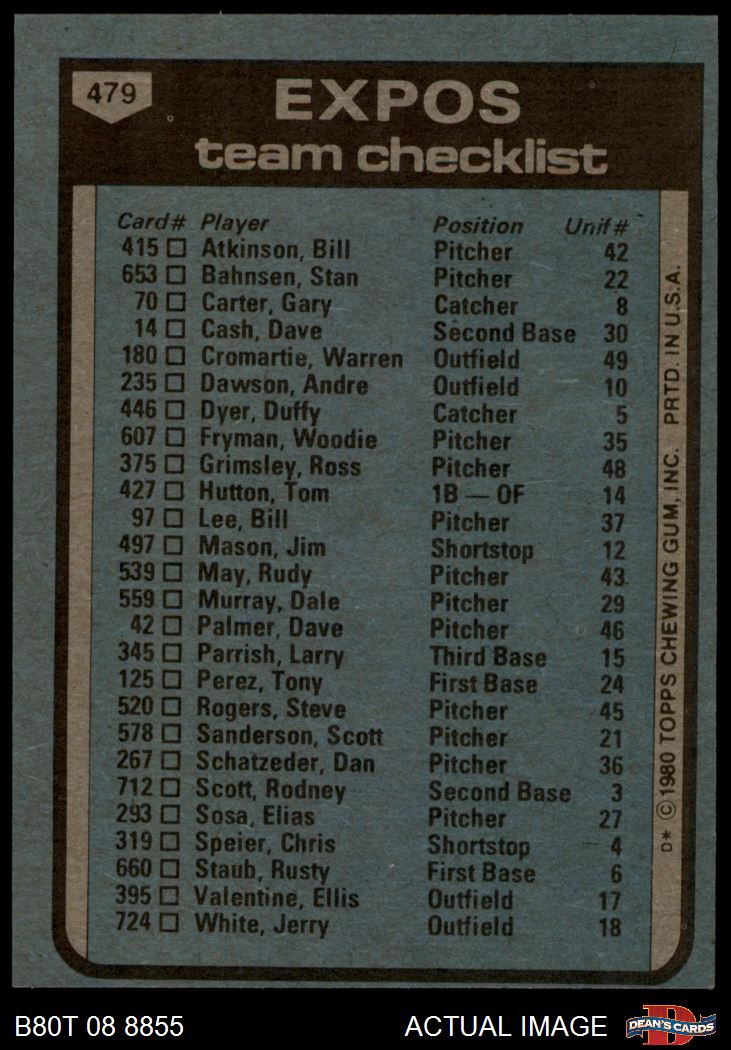 479
EXPOS
team checklist
Card# Player Position Unif#
415 Atkinson, Bill Pitcher 42
653 Bahnsen, Stan Pitcher 22
70 Carter, Gary Catcher 8
14 Cash, Dave Second Base 30
180 Cromartie, Warren Outfield 49
235 Dawson, Andre Outfield 10
446 Dyer, Duffy Catcher 5
607 Fryman, Woodie Pitcher 35
375 Grimsley, Ross Pitcher 48
427 Hutton, Tom 1B — OF 14
97 Lee, Bill Pitcher 37
497 Mason, Jim Shortstop 12
539 May, Rudy Pitcher 43
559 Murray, Dale Pitcher 29
42 Palmer, Dave Pitcher 46
345 Parrish, Larry Third Base 15
125 Perez, Tony First Base 24
520 Rogers, Steve Pitcher 45
578 Sanderson, Scott Pitcher 21
267 Schatzeder, Dan Pitcher 36
712 Scott, Rodney Second Base 3
293 Sosa, Elias Pitcher 27
319 Speier, Chris Shortstop 4
660 Staub, Rusty First Base 6
395 Valentine, Ellis Outfield 17
724 White, Jerry Outfield 18
D* © 1980 TOPPS CHEWING GUM, INC. PRTD. IN U.S.A.
B80T 08 8855 ACTUAL IMAGE
D
DEAN'S CARDS